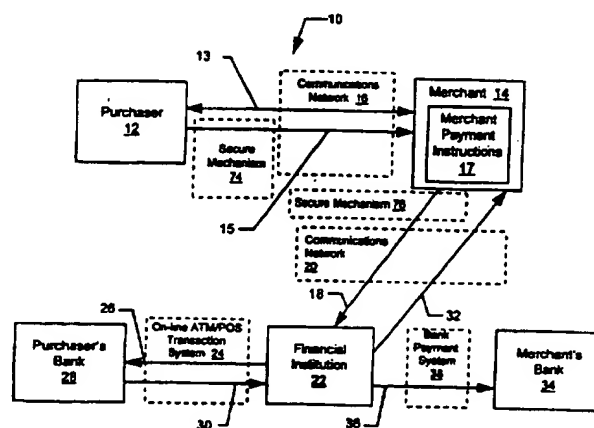 10
13
Communications
Network 16
Merchant 14
Purchaser
12
Merchant
Payment
Instructions
17
Secure
Mechanism
74
15
Secure Mechanism 76
Communications
Network
20
18
32
26
On-line ATM/POS
Transaction
System 24
Purchaser's
Bank
28
Financial
Institution
22
Bank
Payment
System
38
Merchant's
Bank
34
30
36